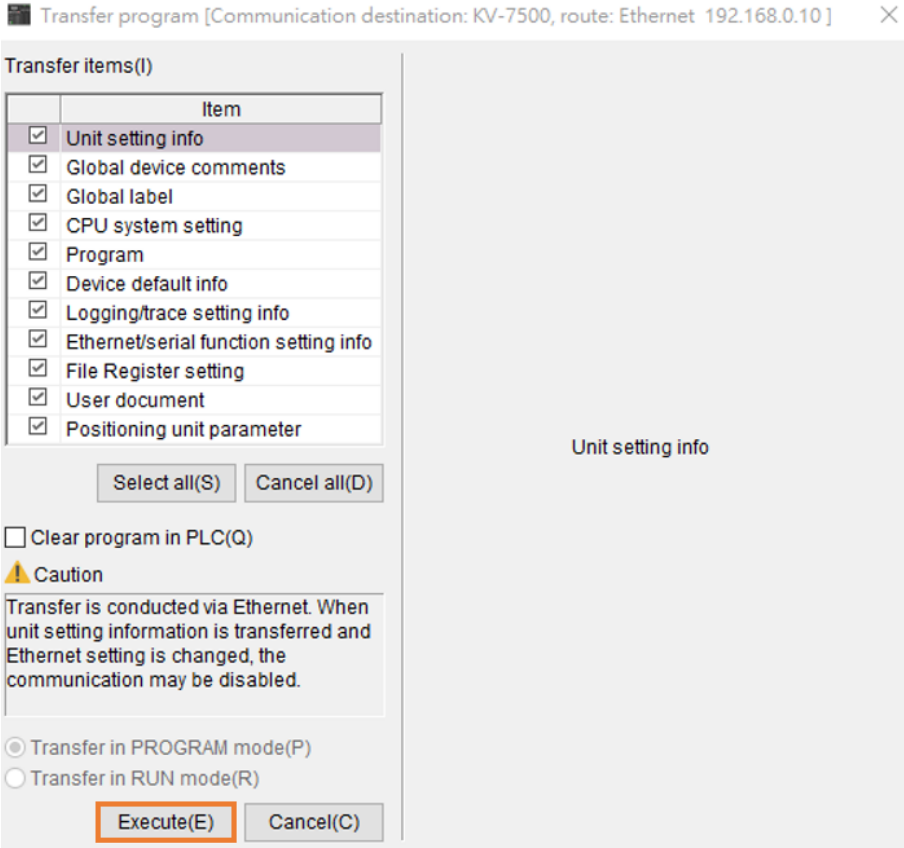 Transfer program [Communication destination: KV-7500, route: Ethernet 192.168.0.10 ]
Transfer items(I)
Item
Unit setting info
Global device comments
Global label
CPU system setting
Program
Device default info
Logging/trace setting info
Ethernet/serial function setting info
File Register setting
User document
Positioning unit parameter
Unit setting info
Select all(S) Cancel all(D)
Clear program in PLC(Q)
Caution
Transfer is conducted via Ethernet. When
unit setting information is transferred and
Ethernet setting is changed, the
communication may be disabled.
Transfer in PROGRAM mode(P)
Transfer in RUN mode(R)
Execute(E) Cancel(C)